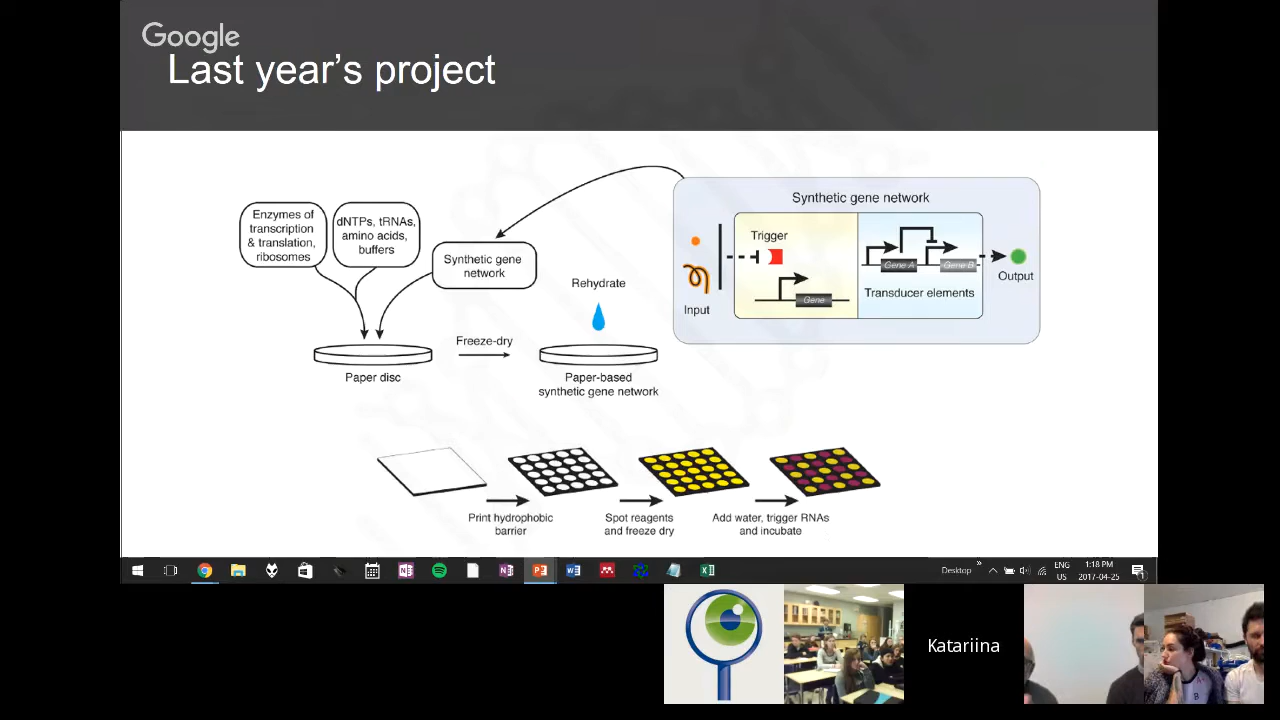 Google
Last year's project
Enzymes of
transcription
& translation,
ribosomes
dNTPs, tRNAs,
amino acids,
buffers
Synthetic gene
network
Rehydrate
Freeze-dry
Paper disc
Paper-based
synthetic gene network
Synthetic gene network
Trigger
Input
Gene
Gene A
Gene B
Transducer elements
Output
Print hydrophobic
barrier
Spot reagents
and freeze dry
Add water, trigger RNAs
and incubate
Desktop
ENG
US
1:18 PM
2017-04-25
Katariina